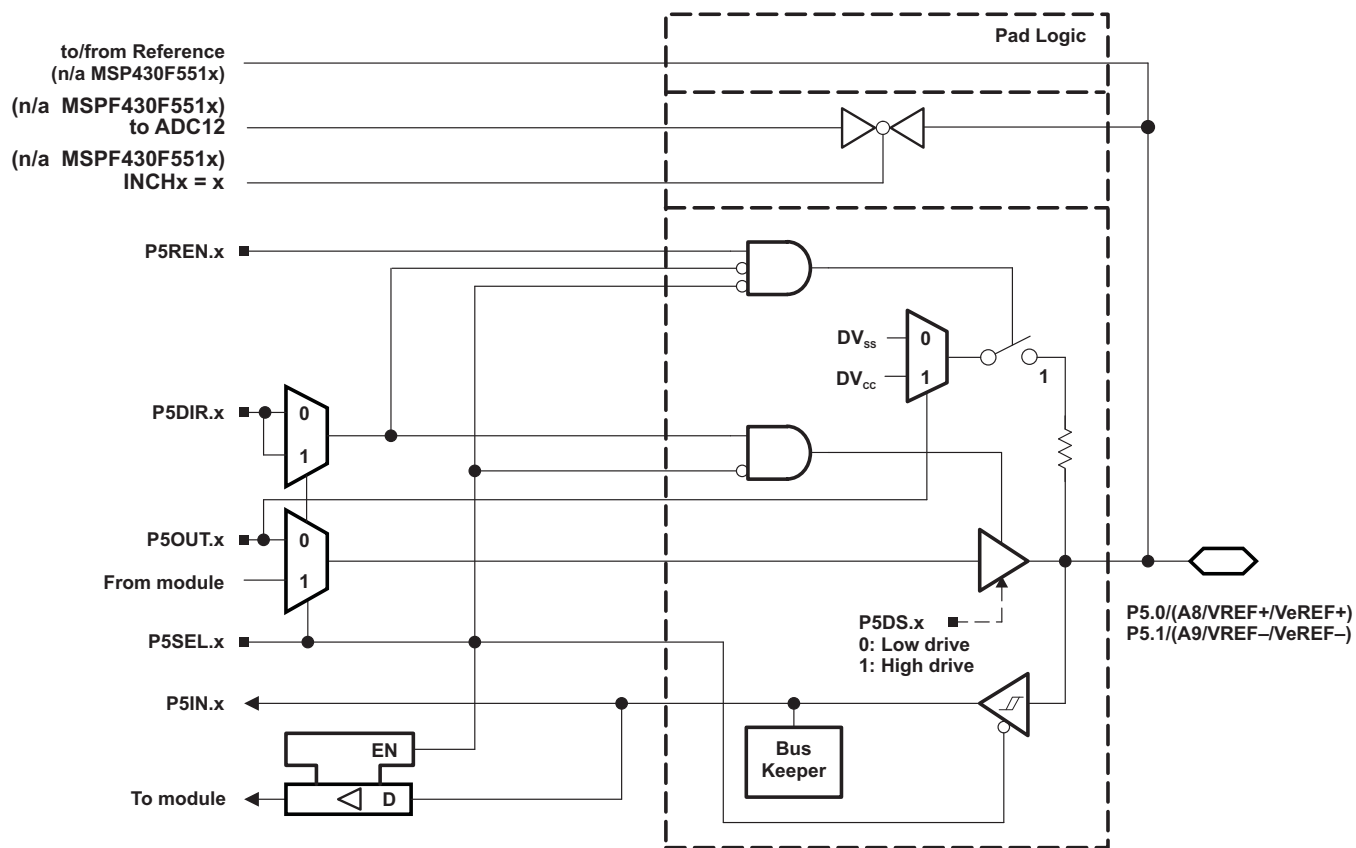 Pad Logic
to/from Reference
(n/a MSP430F551x)
(n/a MSPF430F551x)
to ADC12
(n/a MSPF430F551x)
INCHx = x
P5REN.x
DVSS
0
DVCC
1
1
P5DIR.x
0
1
P5OUT.x
0
From module
1
P5DS.x
0: Low drive
1: High drive
P5.0/(A8/VREF+/VeREF+)
P5.1/(A9/VREF–/VeREF–)
P5SEL.x
P5IN.x
Bus
Keeper
EN
D
To module